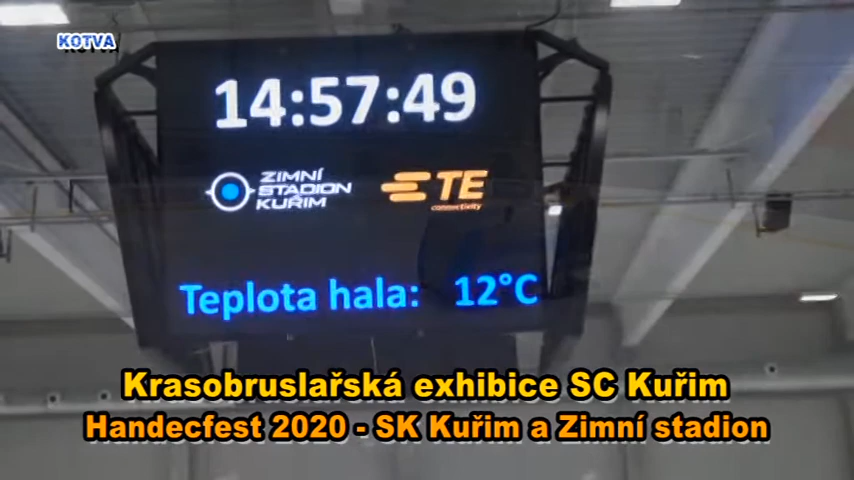 KOTVA
14:57:49
ZIMNÍ
STADION
KUŘIM
TE
connectivity
Teplota hala: 12°C
Krasobruslařská exhibice SC Kuřim
Handecfest 2020 - SK Kuřim a Zimní stadion